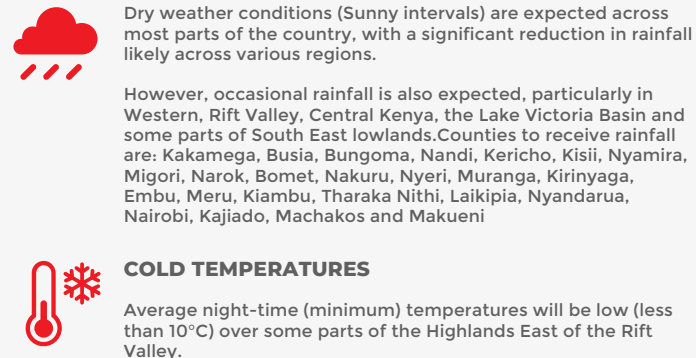 Dry weather conditions (Sunny intervals) are expected across
most parts of the country, with a significant reduction in rainfall
likely across various regions.
However, occasional rainfall is also expected, particularly in
Western, Rift Valley, Central Kenya, the Lake Victoria Basin and
some parts of South East lowlands.Counties to receive rainfall
are: Kakamega, Busia, Bungoma, Nandi, Kericho, Kisii, Nyamira,
Migori, Narok, Bomet, Nakuru, Nyeri, Muranga, Kirinyaga,
Embu, Meru, Kiambu, Tharaka Nithi, Laikipia, Nyandarua,
Nairobi, Kajiado, Machakos and Makueni
COLD TEMPERATURES
Average night-time (minimum) temperatures will be low (less
than 10°C) over some parts of the Highlands East of the Rift
Valley.